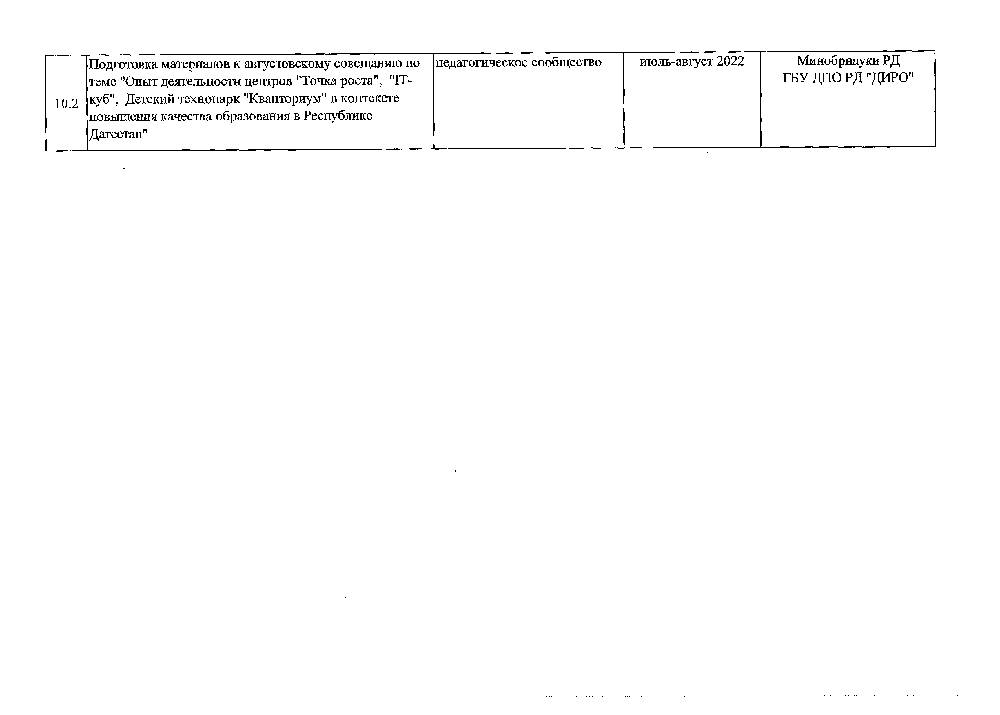 10.2
Подготовка материалов к августовскому совещанию по
теме "Опыт деятельности центров "Точка роста", "IT-
куб", Детский технопарк "Кванториум" в контексте
повышения качества образования в Республике
Дагестан"
педагогическое сообщество
июль-август 2022
Минобрнауки РД
ГБУ ДПО РД "ДИРО"